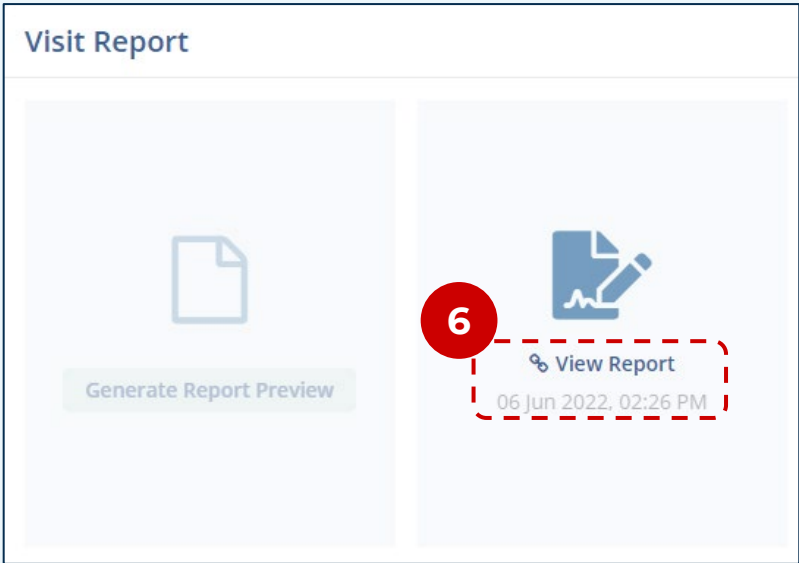 Visit Report
Generate Report Preview
6
View Report
06 Jun 2022, 02:26 PM